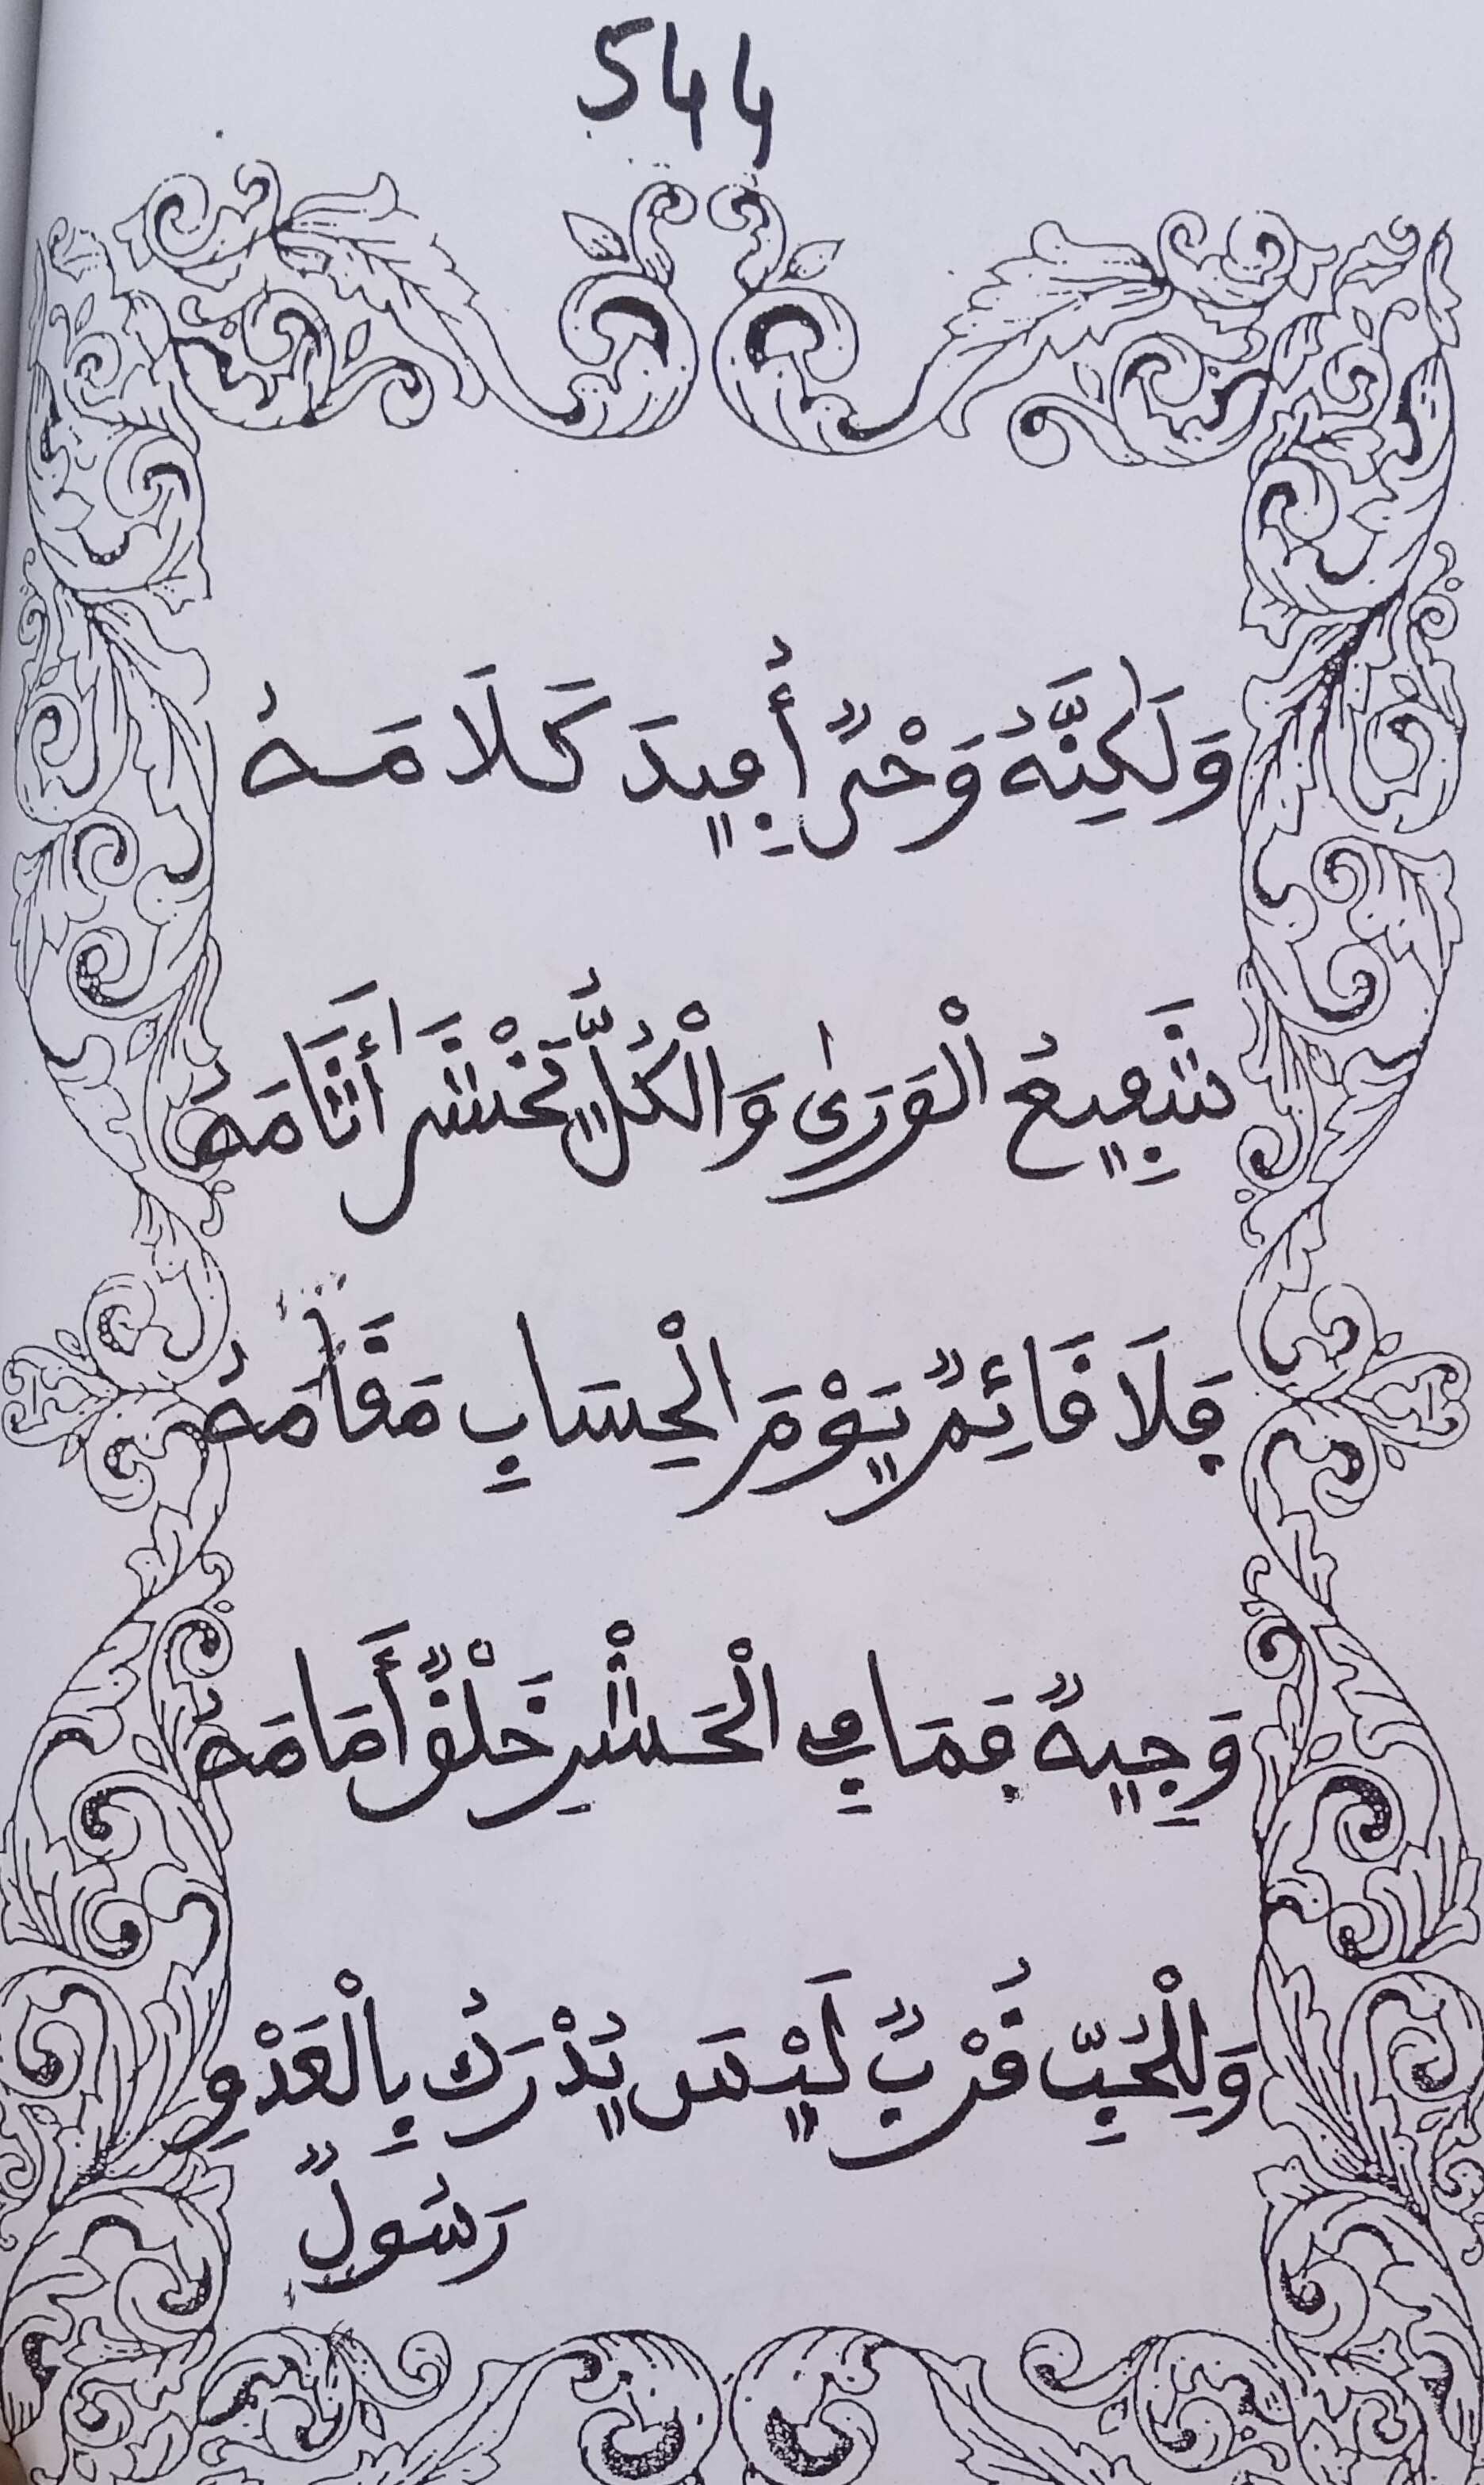 544
وَلَٰكِنَّهُ وَحْيٌ أُفِيدَ كَلَامَهُ
شَفِيعُ الْوَرَىٰ وَالْكُلُّ تَخْشَىٰ أَثَامَهُ
فَلَا قَائِمٌ يَوْمَ الْحِسَابِ مَقَامَهُ
وَجِيهٌ فَمَا فِي الْحَشْرِ خَلْقٌ أَمَامَهُ
وَلِلْحُبِّ قُرْبٌ لَيْسَ يُدْرَكُ بِالْعَدْوِ
رَسُولٌ